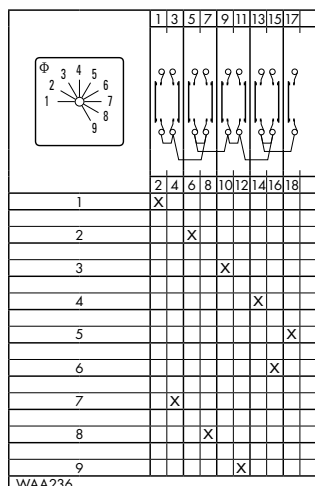 1 3 5 7 9 11 13 15 17
Φ
1 2 3 4 5 6 7 8 9
2 4 6 8 10 12 14 16 18
1 X
2 X
3 X
4 X
5 X
6 X
7 X
8 X
9 X
WAA236